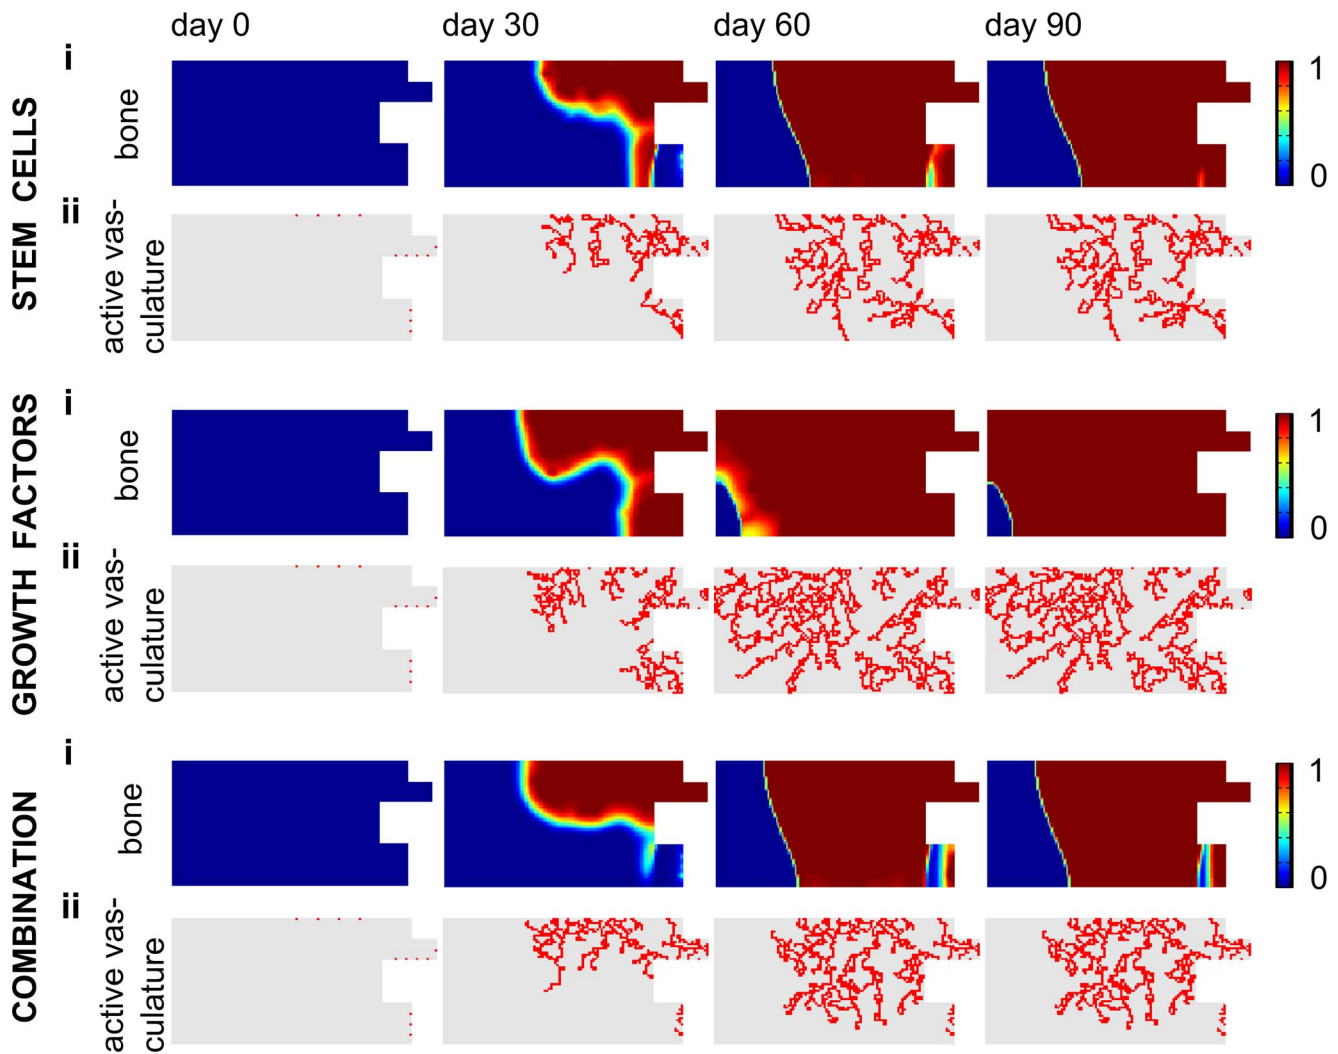 day 0 day 30 day 60 day 90
STEM CELLS
i
bone
1
0
ii
active vas-
culature
GROWTH FACTORS
i
bone
1
0
ii
active vas-
culature
COMBINATION
i
bone
1
0
ii
active vas-
culature